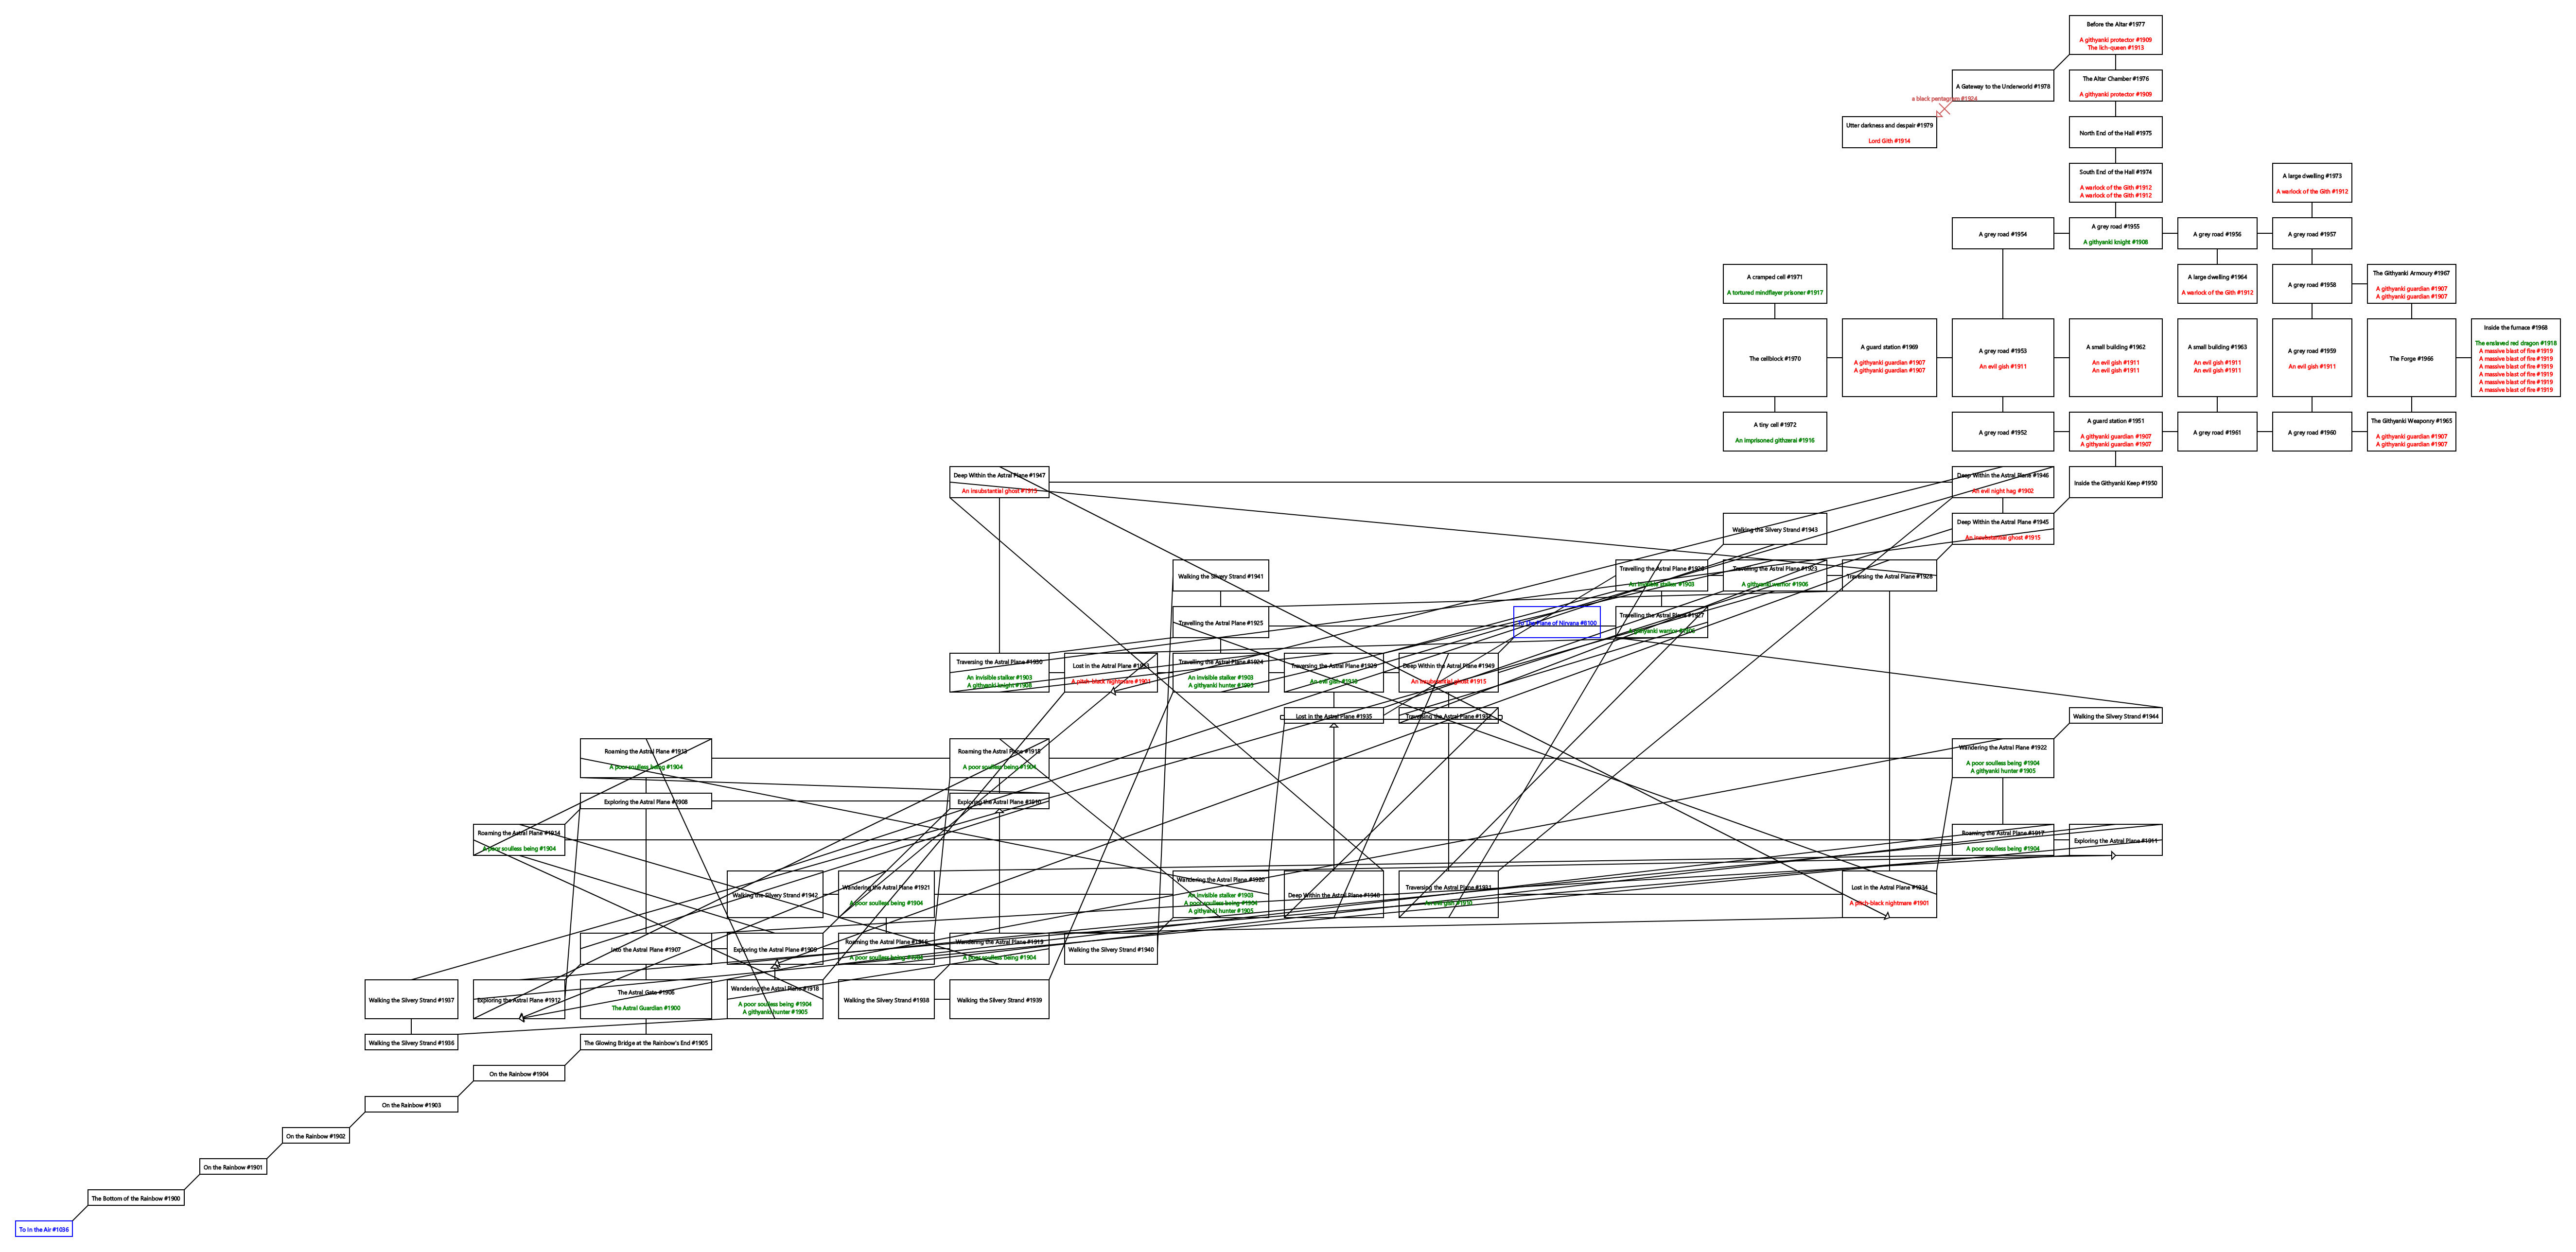 Before the Altar #1977
A githyanki protector #1909
The lich-queen #1913
A Gateway to the Underworld #1978
The Altar Chamber #1976
A githyanki protector #1909
a black pentagram #1924
Utter darkness and despair #1979
Lord Gith #1914
North End of the Hall #1975
South End of the Hall #1974
A warlock of the Gith #1912
A warlock of the Gith #1912
A large dwelling #1973
A warlock of the Gith #1912
A grey road #1954
A grey road #1955
A githyanki knight #1908
A grey road #1956
A grey road #1957
A cramped cell #1971
A tortured mindflayer prisoner #1917
A large dwelling #1964
A warlock of the Gith #1912
A grey road #1958
The Githyanki Armoury #1967
A githyanki guardian #1907
A githyanki guardian #1907
The cellblock #1970
A guard station #1969
A githyanki guardian #1907
A githyanki guardian #1907
A grey road #1953
An evil gish #1911
A small building #1962
An evil gish #1911
An evil gish #1911
A small building #1963
An evil gish #1911
An evil gish #1911
A grey road #1959
An evil gish #1911
The Forge #1966
Inside the furnace #1968
The enslaved red dragon #1918
A massive blast of fire #1919
A massive blast of fire #1919
A massive blast of fire #1919
A massive blast of fire #1919
A massive blast of fire #1919
A massive blast of fire #1919
A tiny cell #1972
An imprisoned githzerai #1916
A grey road #1952
A guard station #1951
A githyanki guardian #1907
A githyanki guardian #1907
A grey road #1961
A grey road #1960
The Githyanki Weaponry #1965
A githyanki guardian #1907
A githyanki guardian #1907
Deep Within the Astral Plane #1947
An insubstantial ghost #1915
Deep Within the Astral Plane #1946
An evil night hag #1902
Inside the Githyanki Keep #1950
Walking the Silvery Strand #1943
Deep Within the Astral Plane #1945
An insubstantial ghost #1915
Walking the Silvery Strand #1941
Travelling the Astral Plane #1926
An invisible stalker #1903
Travelling the Astral Plane #1923
A githyanki warrior #1906
Traversing the Astral Plane #1928
Travelling the Astral Plane #1925
To The Plane of Nirvana #8100
Travelling the Astral Plane #1927
A githyanki warrior #1906
Traversing the Astral Plane #1930
An invisible stalker #1903
A githyanki knight #1908
Lost in the Astral Plane #1933
A pitch-black nightmare #1901
Travelling the Astral Plane #1924
An invisible stalker #1903
A githyanki hunter #1905
Traversing the Astral Plane #1929
An evil gish #1910
Deep Within the Astral Plane #1949
An insubstantial ghost #1915
Lost in the Astral Plane #1935
Traversing the Astral Plane #1932
Walking the Silvery Strand #1944
Roaming the Astral Plane #1913
A poor soulless being #1904
Roaming the Astral Plane #1915
A poor soulless being #1904
Wandering the Astral Plane #1922
A poor soulless being #1904
A githyanki hunter #1905
Exploring the Astral Plane #1908
Exploring the Astral Plane #1910
Roaming the Astral Plane #1914
A poor soulless being #1904
Roaming the Astral Plane #1917
A poor soulless being #1904
Exploring the Astral Plane #1911
Walking the Silvery Strand #1942
Wandering the Astral Plane #1921
A poor soulless being #1904
Wandering the Astral Plane #1920
An invisible stalker #1903
A poor soulless being #1904
A githyanki hunter #1905
Deep Within the Astral Plane #1948
Traversing the Astral Plane #1931
An evil gish #1910
Lost in the Astral Plane #1934
A pitch-black nightmare #1901
Into the Astral Plane #1907
Exploring the Astral Plane #1909
Roaming the Astral Plane #1916
A poor soulless being #1904
Wandering the Astral Plane #1919
A poor soulless being #1904
Walking the Silvery Strand #1940
Walking the Silvery Strand #1937
Exploring the Astral Plane #1912
The Astral Gate #1906
The Astral Guardian #1900
Wandering the Astral Plane #1918
A poor soulless being #1904
A githyanki hunter #1905
Walking the Silvery Strand #1938
Walking the Silvery Strand #1939
Walking the Silvery Strand #1936
The Glowing Bridge at the Rainbow's End #1905
On the Rainbow #1904
On the Rainbow #1903
On the Rainbow #1902
On the Rainbow #1901
The Bottom of the Rainbow #1900
To In the Air #1036